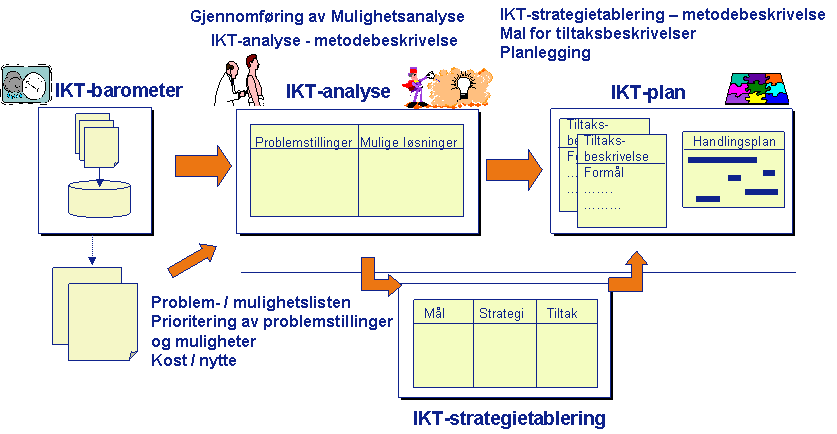 Gjennomføring av Mulighetsanalyse
IKT-analyse - metodebeskrivelse
IKT-strategietablering – metodebeskrivelse
Mal for tiltaksbeskrivelser
Planlegging
IKT-barometer
IKT-analyse
IKT-plan
Problemstillinger
Mulige løsninger
Tiltaks-
be
Fo
...
...
Tiltaks-
beskrivelse
Formål
.......
.........
Handlingsplan
Problem- / mulighetslisten
Prioritering av problemstillinger
og muligheter
Kost / nytte
Mål
Strategi
Tiltak
IKT-strategietablering